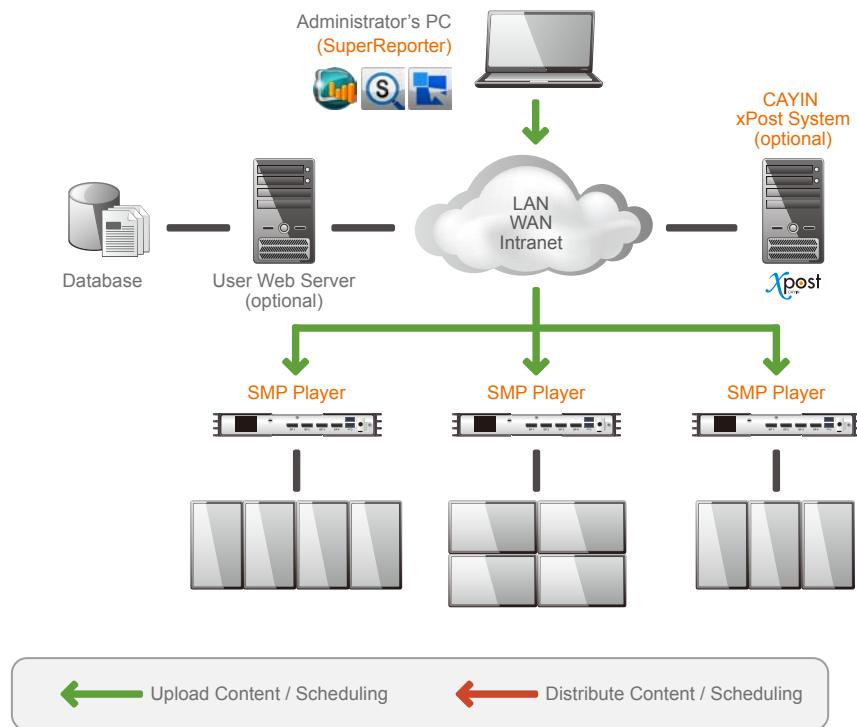 Administrator's PC
(SuperReporter)
S
CAYIN
xPost System
(optional)
LAN
WAN
Intranet
Database
User Web Server
(optional)
Xpost
SMP Player
SMP Player
SMP Player
Upload Content / Scheduling
Distribute Content / Scheduling